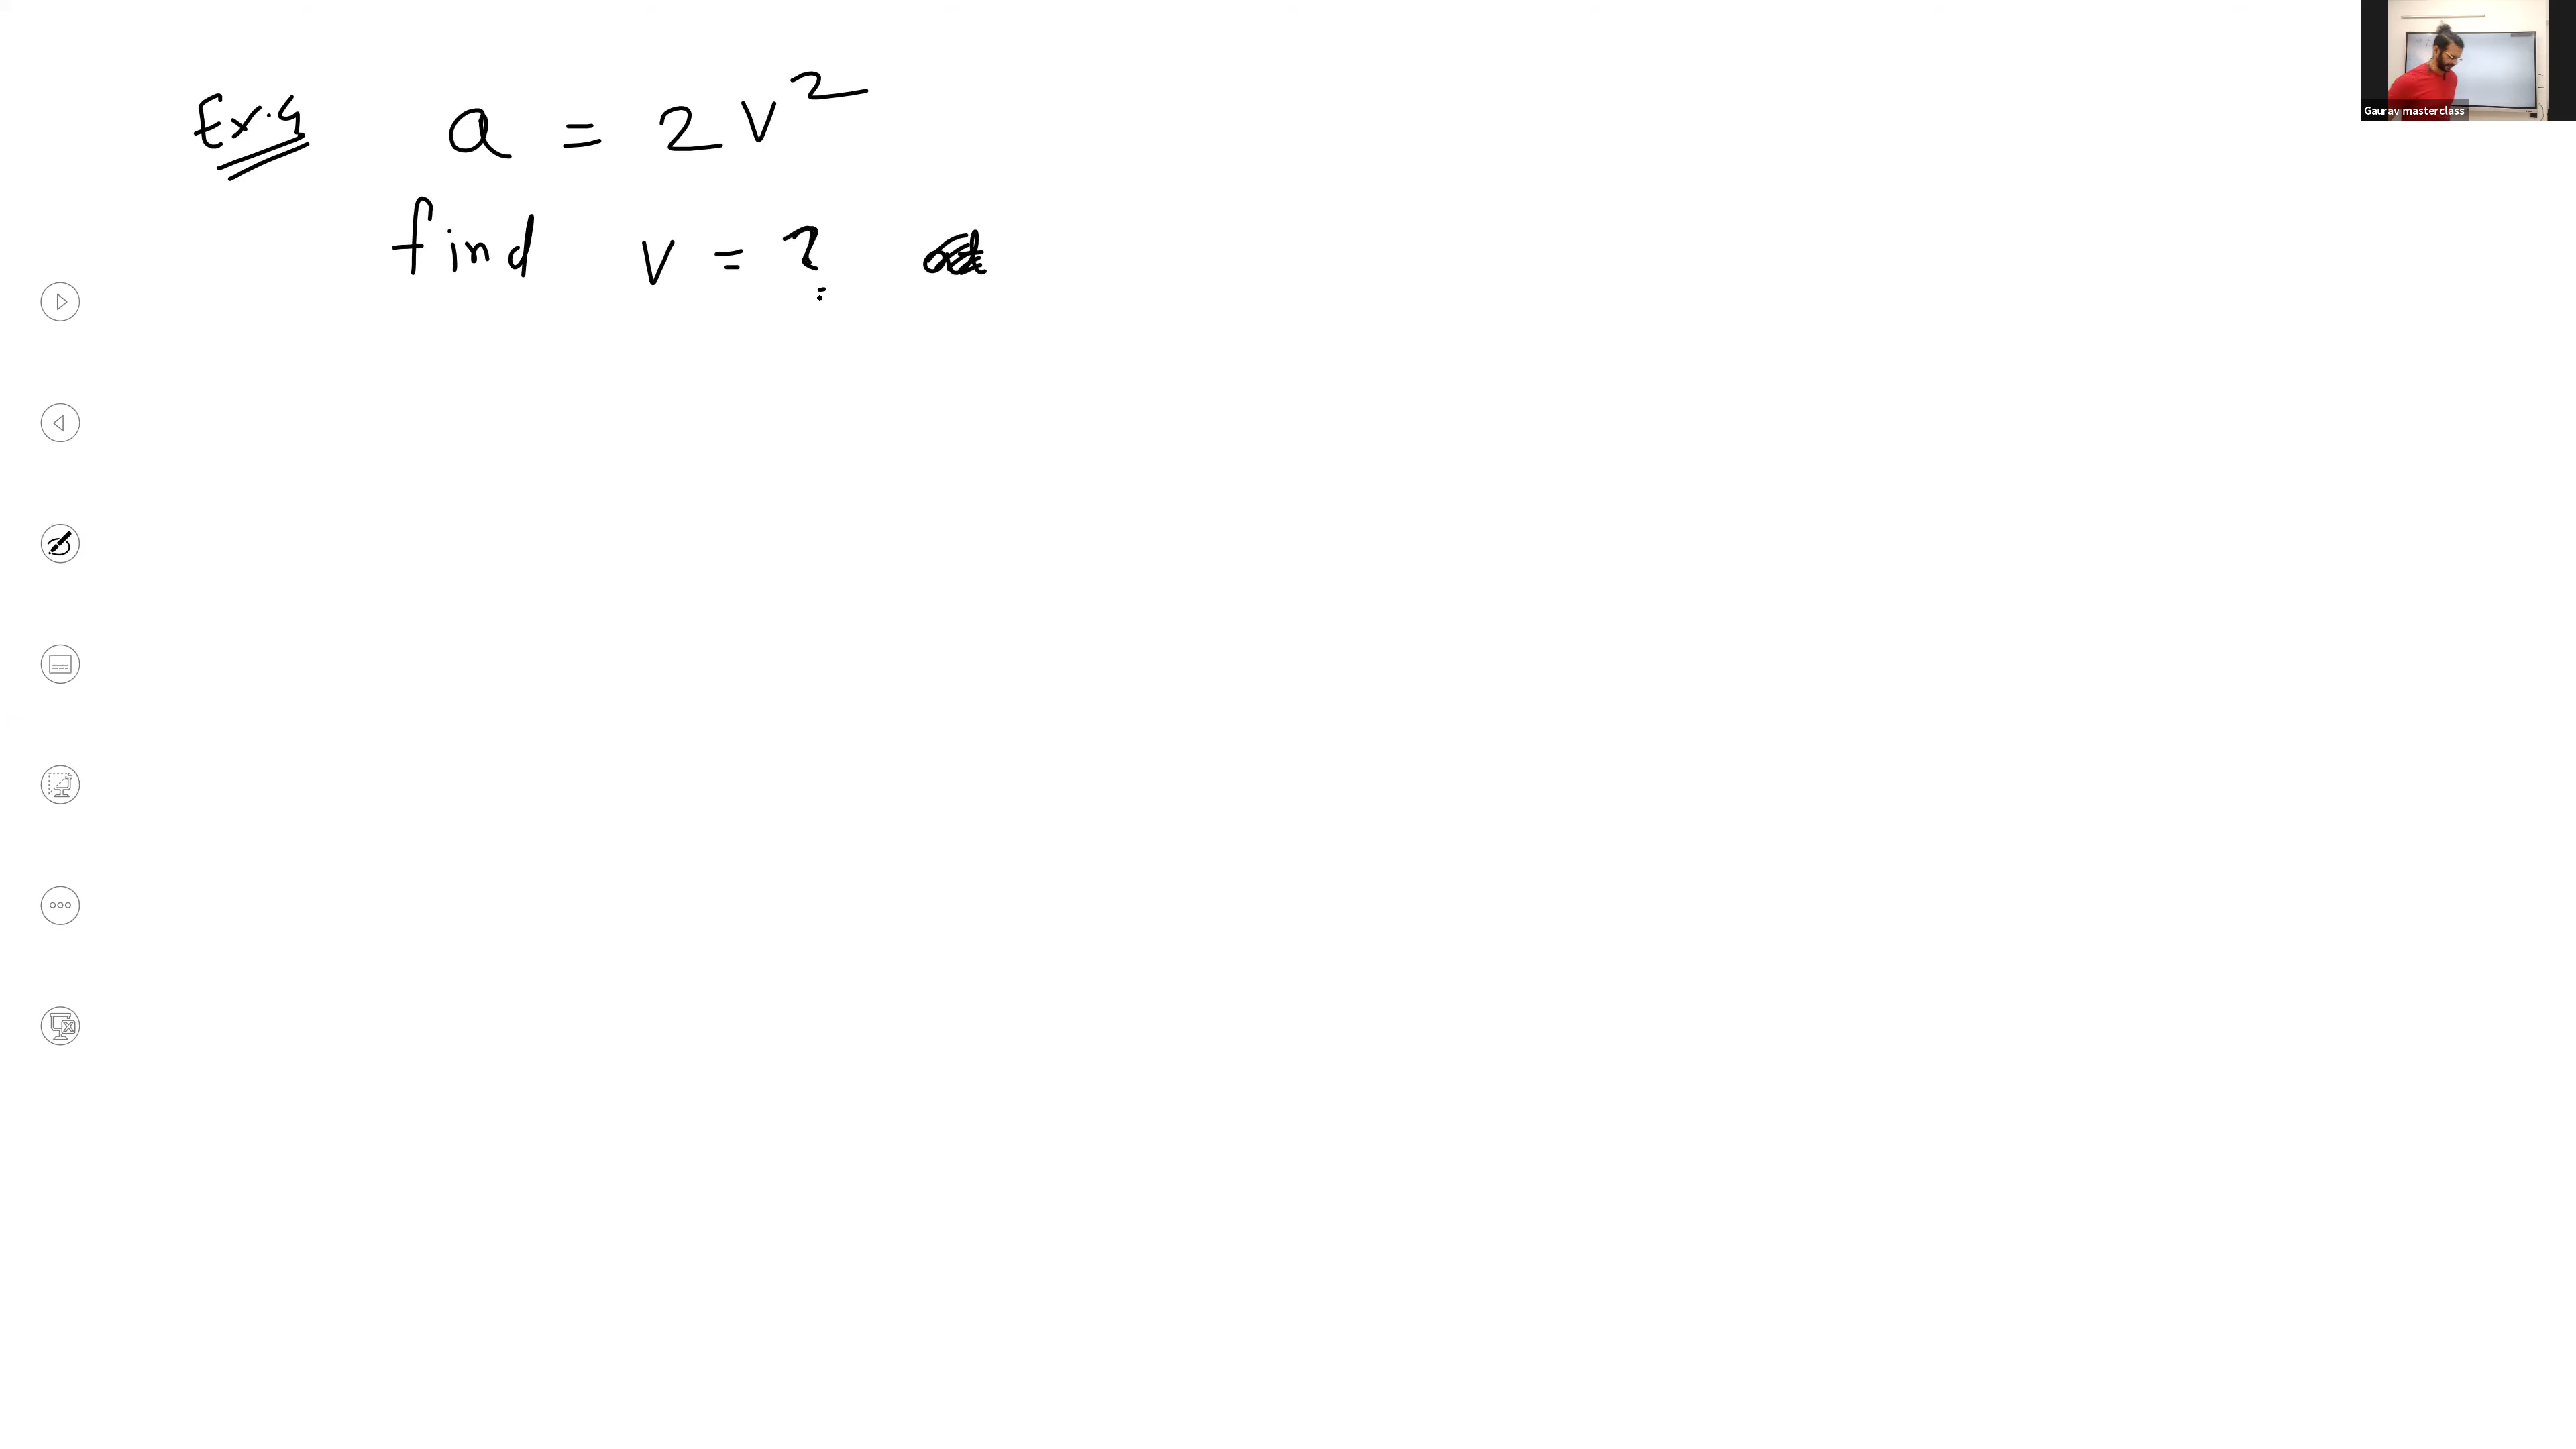 Ex.4 a = 2v²
find v = ?
Gaurav masterclass